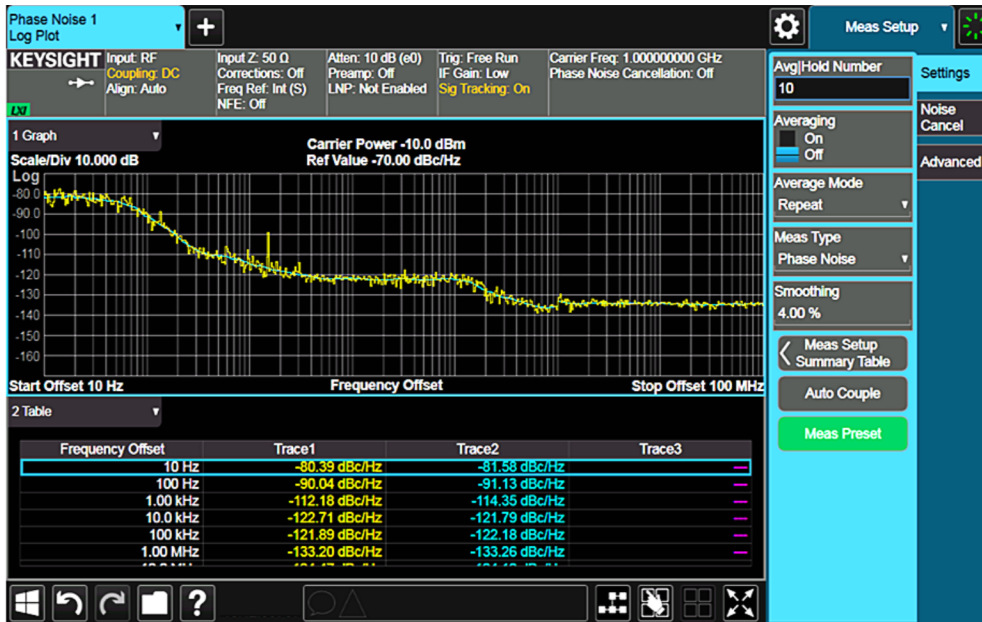 Phase Noise 1
Log Plot
Meas Setup
KEYSIGHT
LXI
Input: RF
Coupling: DC
Align: Auto
Input Z: 50 Ω
Corrections: Off
Freq Ref: Int (S)
NFE: Off
Atten: 10 dB (e0)
Preamp: Off
LNP: Not Enabled
Trig: Free Run
IF Gain: Low
Sig Tracking: On
Carrier Freq: 1.000000000 GHz
Phase Noise Cancellation: Off
1 Graph
Scale/Div 10.000 dB
Carrier Power -10.0 dBm
Ref Value -70.00 dBc/Hz
Log
-80.0
-90.0
-100
-110
-120
-130
-140
-150
-160
Start Offset 10 Hz
Frequency Offset
Stop Offset 100 MHz
2 Table
Frequency Offset Trace1 Trace2 Trace3
10 Hz -80.39 dBc/Hz -81.58 dBc/Hz —
100 Hz -90.04 dBc/Hz -91.13 dBc/Hz —
1.00 kHz -112.18 dBc/Hz -114.35 dBc/Hz —
10.0 kHz -122.71 dBc/Hz -121.79 dBc/Hz —
100 kHz -121.89 dBc/Hz -122.18 dBc/Hz —
1.00 MHz -133.20 dBc/Hz -133.26 dBc/Hz —
?
Avg|Hold Number
10
Averaging
On
Off
Average Mode
Repeat
Meas Type
Phase Noise
Smoothing
4.00 %
Meas Setup
Summary Table
Auto Couple
Meas Preset
Settings
Noise
Cancel
Advanced